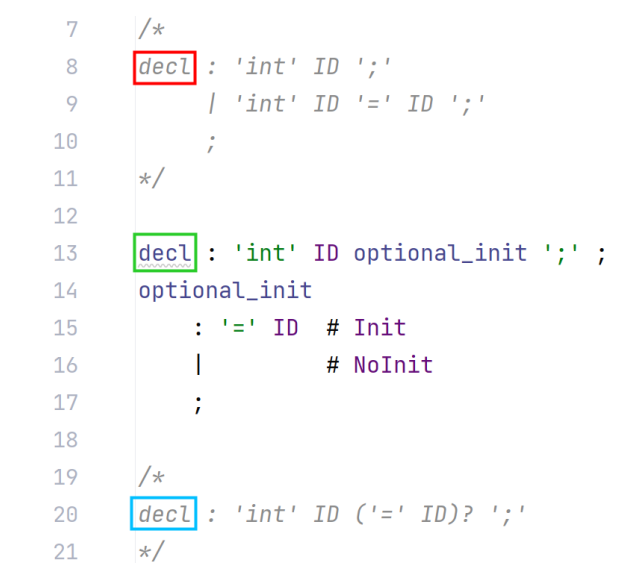 7 /*
8 decl : 'int' ID ';'
9 | 'int' ID '=' ID ';'
10 ;
11 */
12
13 decl : 'int' ID optional_init ';' ;
14 optional_init
15 : '=' ID # Init
16 | # NoInit
17 ;
18
19 /*
20 decl : 'int' ID ('=' ID)? ';'
21 */